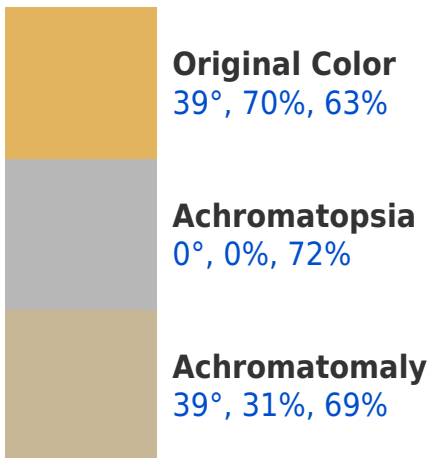 Original Color
39°, 70%, 63%
Achromatopsia
0°, 0%, 72%
Achromatomaly
39°, 31%, 69%